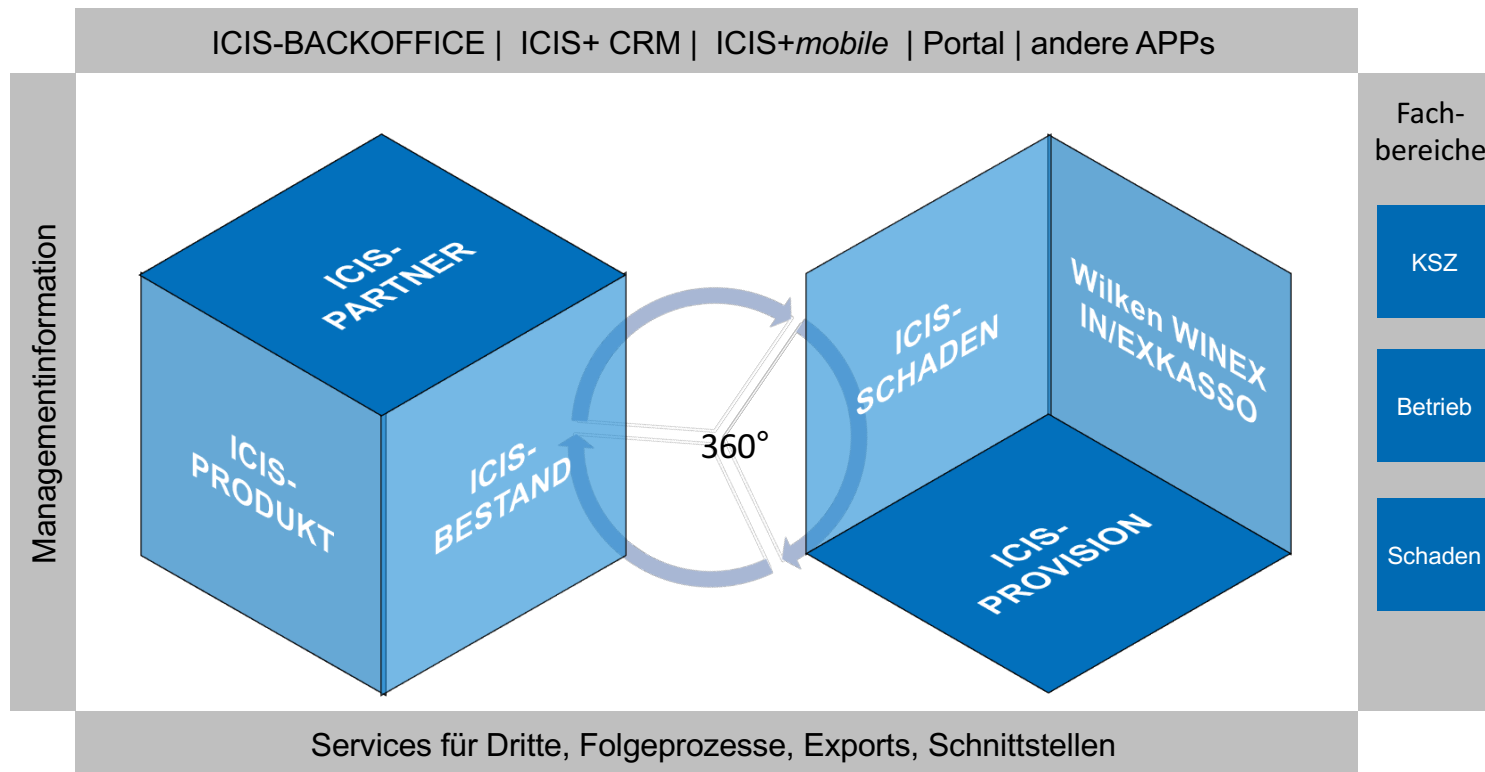 ICIS-BACKOFFICE | ICIS+ CRM | ICIS+mobile | Portal | andere APPs
Managementinformation
ICIS-
PARTNER
ICIS-
PRODUKT
ICIS-
BESTAND
360°
ICIS-
SCHADEN
Wilken WINEX
IN/EXKASSO
ICIS-
PROVISION
Fach-
bereiche
KSZ
Betrieb
Schaden
Services für Dritte, Folgeprozesse, Exports, Schnittstellen